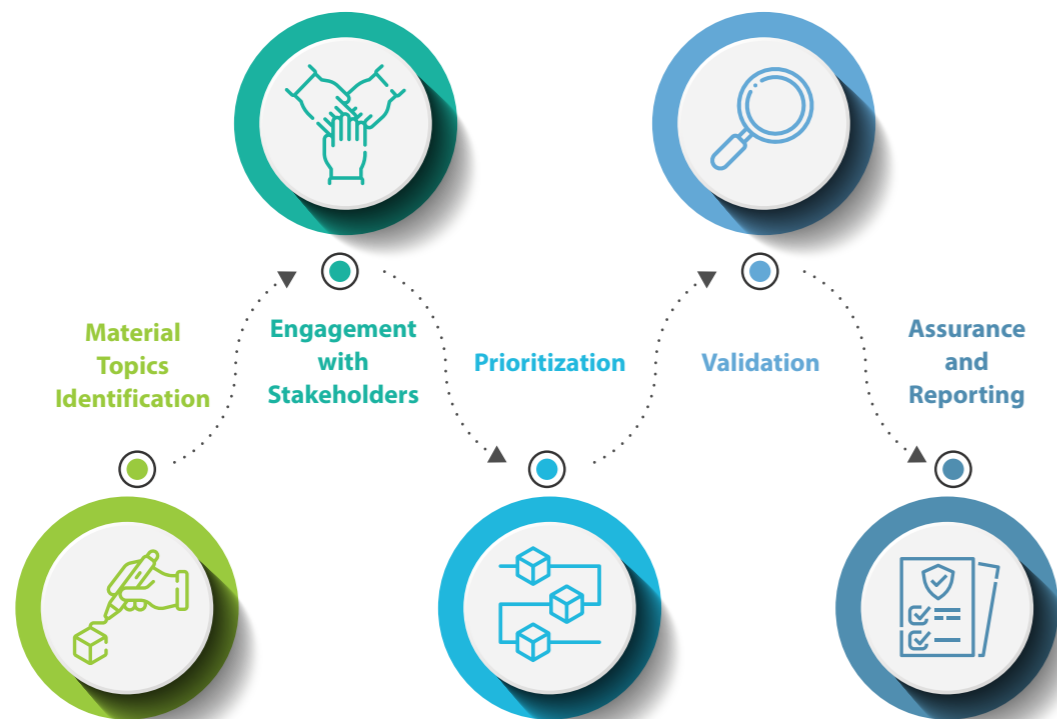 Material
Topics
Identification
Engagement
with
Stakeholders
Prioritization
Validation
Assurance
and
Reporting